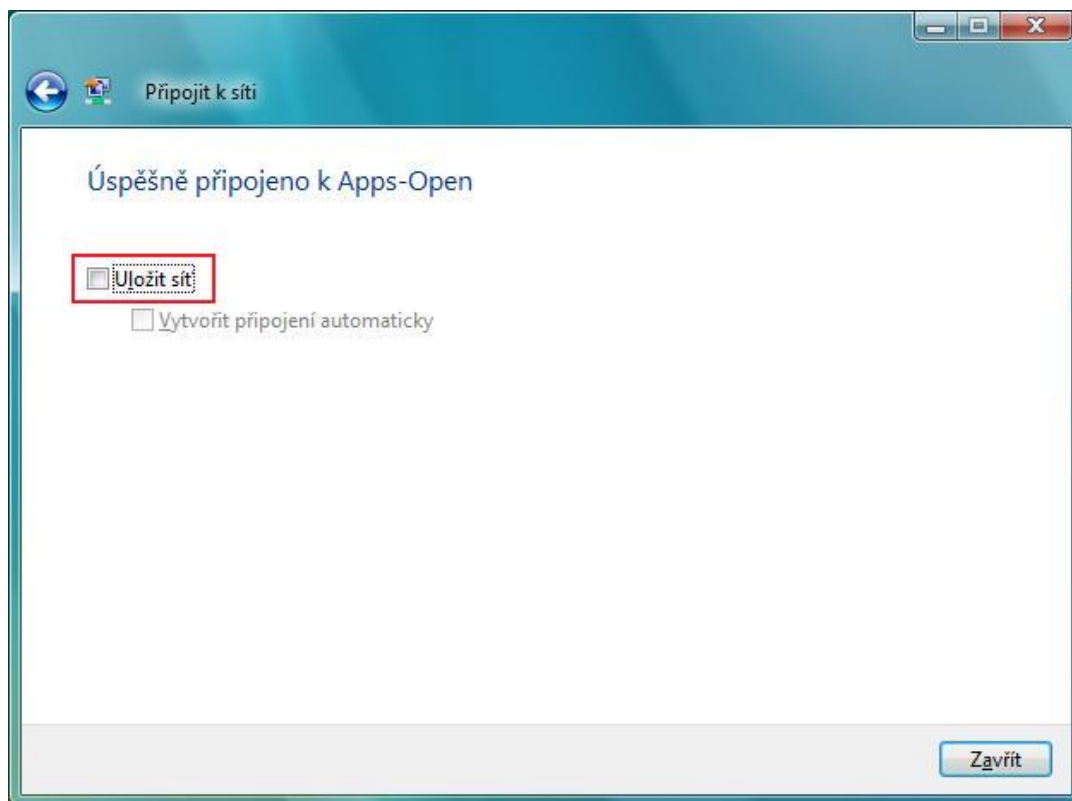 Připojit k síti
Úspěšně připojeno k Apps-Open
Uložit síť
Vytvořit připojení automaticky
Zavřít